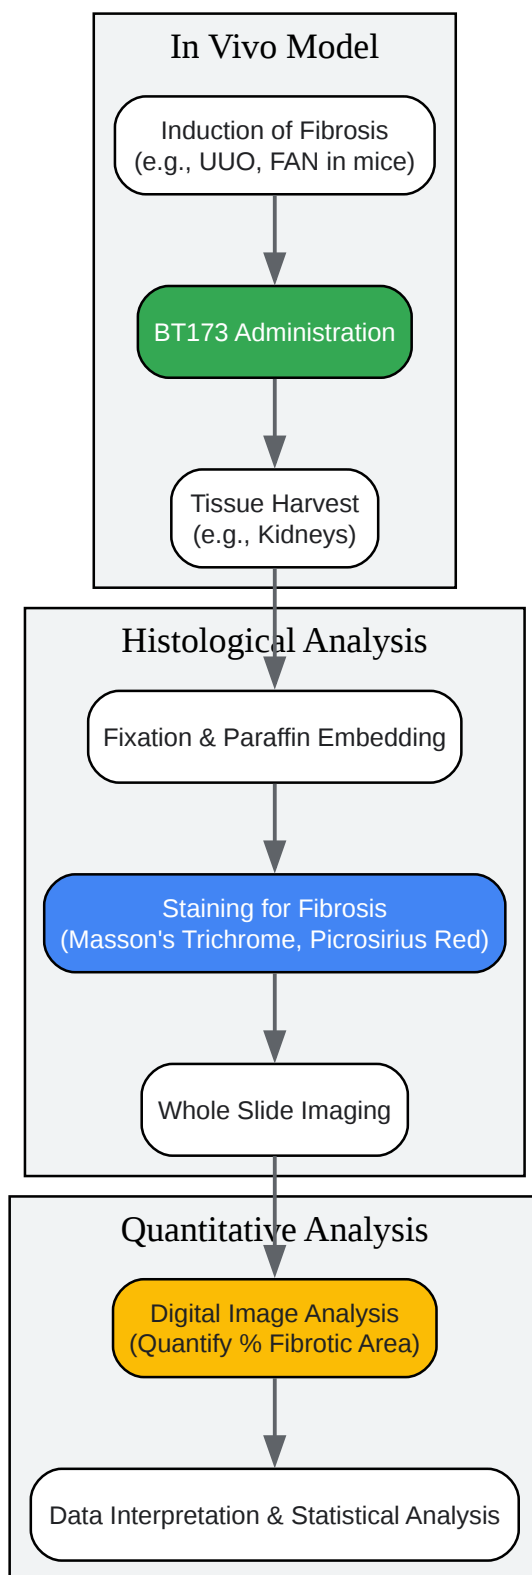 In Vivo Model
Induction of Fibrosis
(e.g., UUO, FAN in mice)
BT173 Administration
Tissue Harvest
(e.g., Kidneys)
Histological Analysis
Fixation & Paraffin Embedding
Staining for Fibrosis
(Masson's Trichrome, Picrosirius Red)
Whole Slide Imaging
Quantitative Analysis
Digital Image Analysis
(Quantify % Fibrotic Area)
Data Interpretation & Statistical Analysis